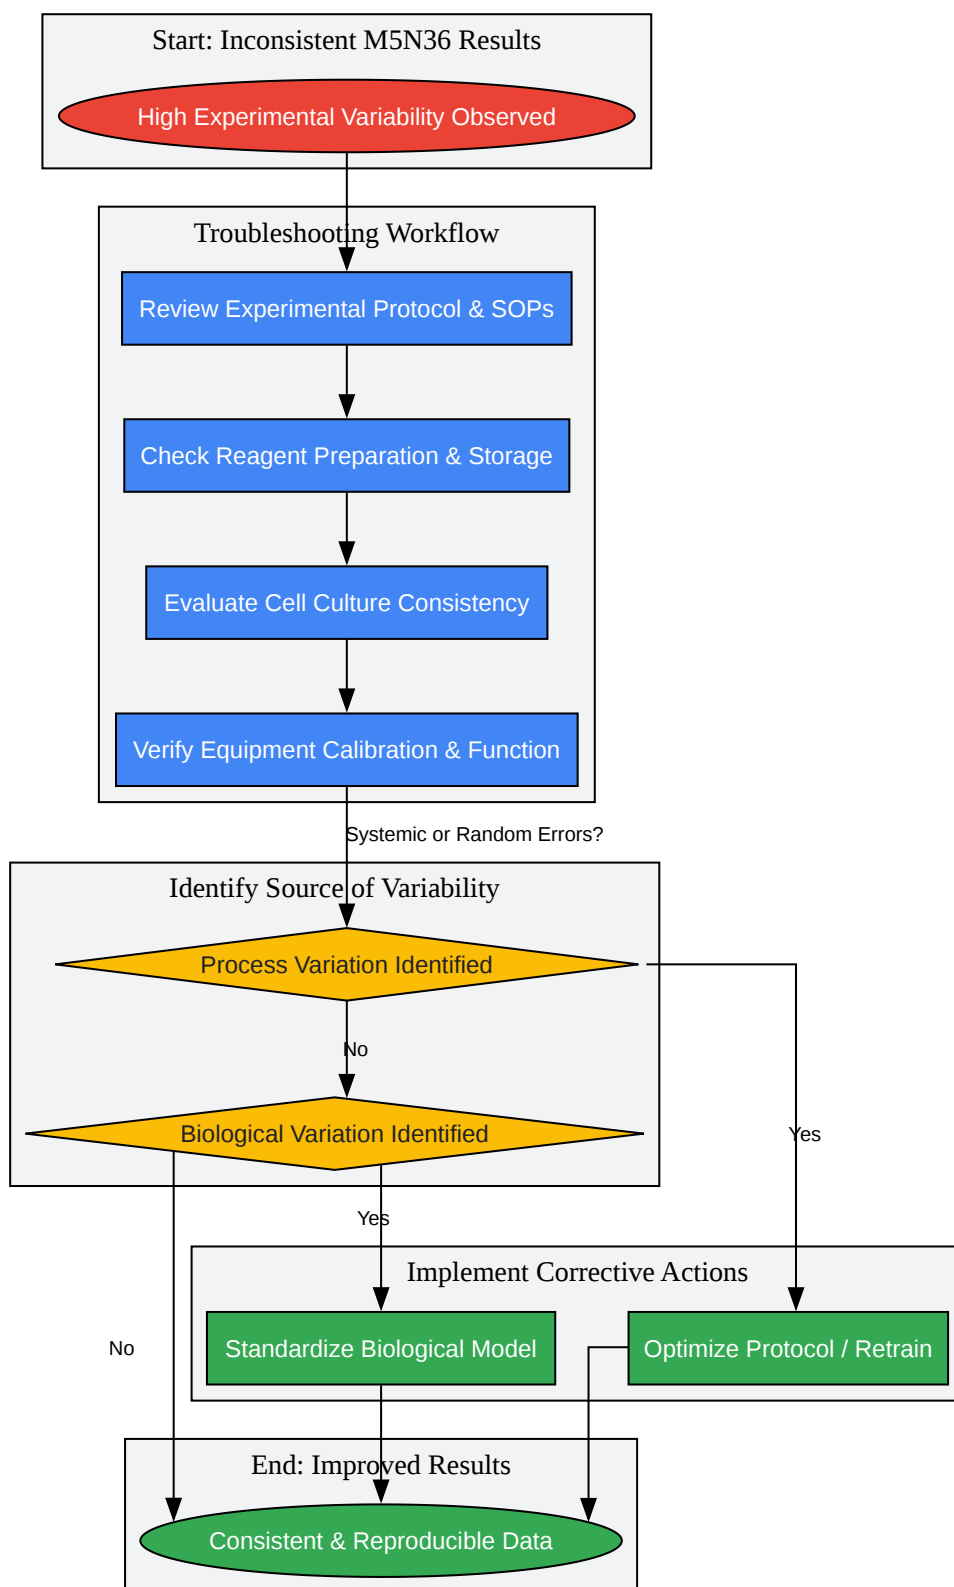 Start: Inconsistent M5N36 Results
High Experimental Variability Observed
Troubleshooting Workflow
Review Experimental Protocol & SOPs
Check Reagent Preparation & Storage
Evaluate Cell Culture Consistency
Verify Equipment Calibration & Function
Systemic or Random Errors?
Identify Source of Variability
Process Variation Identified
No
Biological Variation Identified
Yes
Yes
Implement Corrective Actions
No
Standardize Biological Model
Optimize Protocol / Retrain
End: Improved Results
Consistent & Reproducible Data